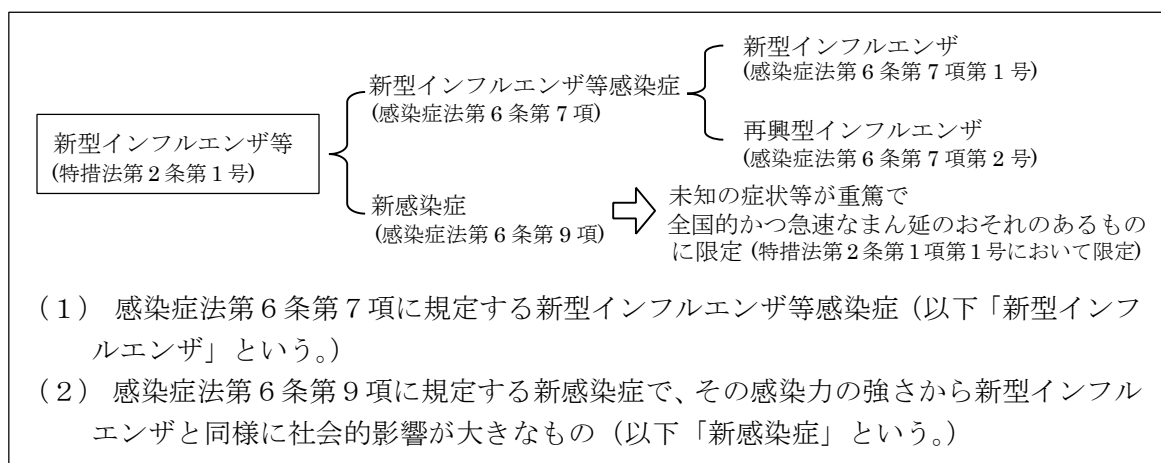 新型インフルエンザ等
(特措法第2条第1号)
新型インフルエンザ等感染症
(感染症法第6条第7項)
新型インフルエンザ
(感染症法第6条第7項第1号)
再興型インフルエンザ
(感染症法第6条第7項第2号)
新感染症
(感染症法第6条第9項)
未知の症状等が重篤で
全国的かつ急速なまん延のおそれのあるもの
に限定 (特措法第2条第1項第1号において限定)
(1) 感染症法第6条第7項に規定する新型インフルエンザ等感染症(以下「新型インフ
ルエンザ」という。)
(2) 感染症法第6条第9項に規定する新感染症で、その感染力の強さから新型インフル
エンザと同様に社会的影響が大きなもの(以下「新感染症」という。)